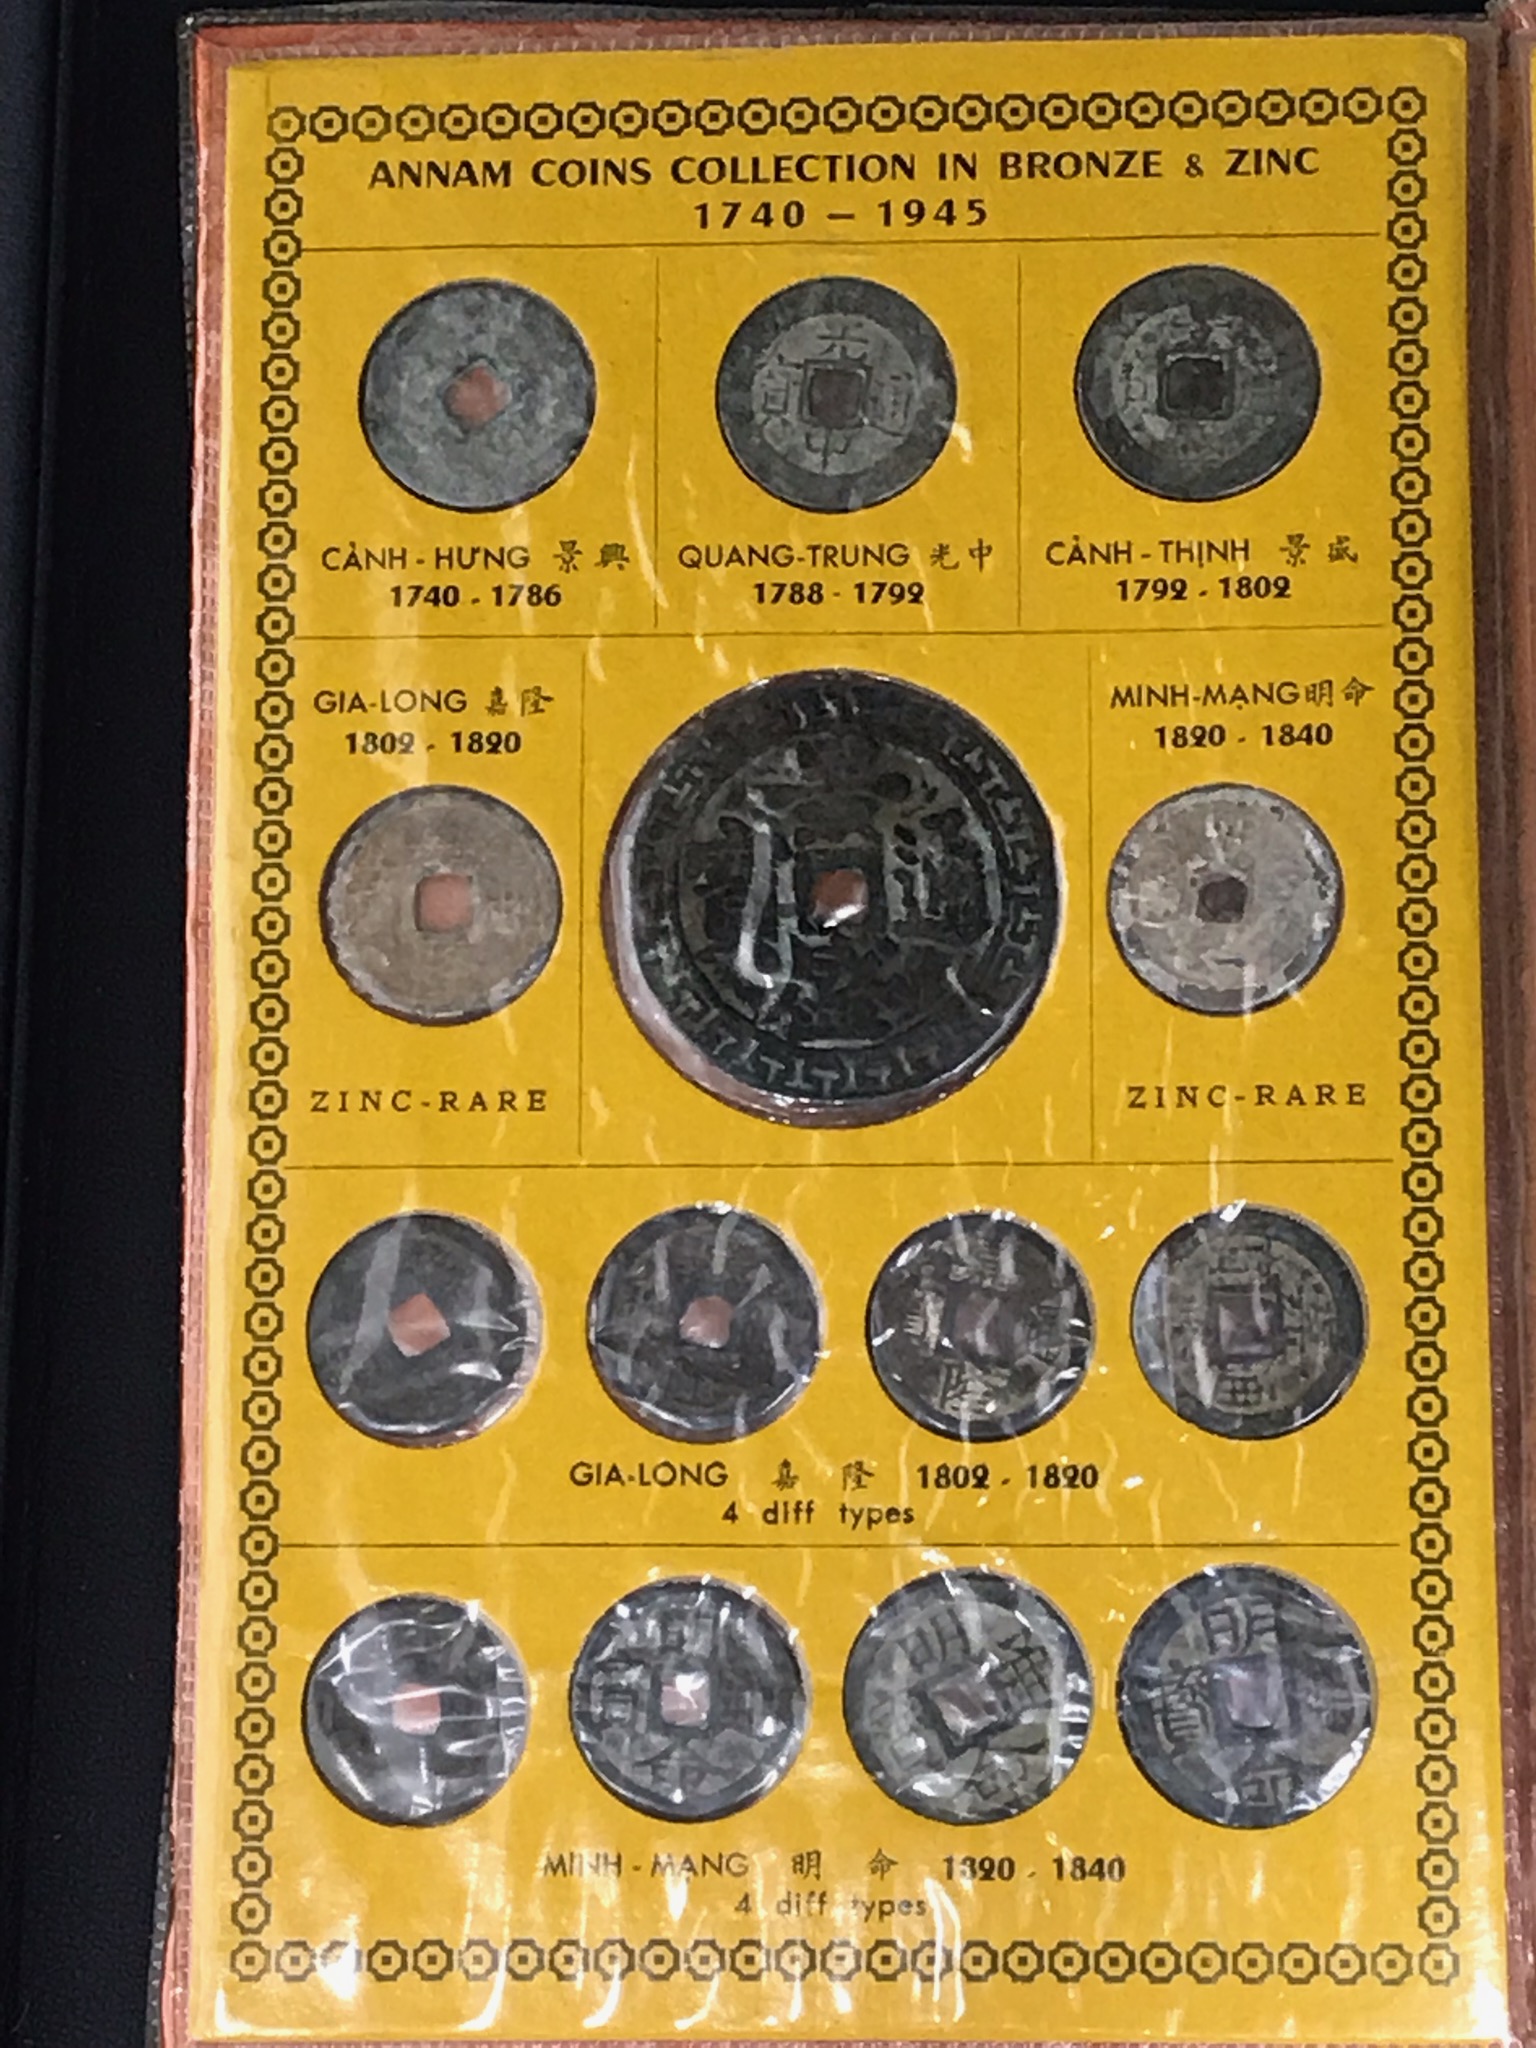 ANNAM COINS COLLECTION IN BRONZE & ZINC
1740 – 1945
CẢNH - HƯNG 景興
1740 - 1786
QUANG-TRUNG 光中
1788 - 1792
CẢNH - THỊNH 景盛
1792 - 1802
GIA-LONG 嘉隆
1802 - 1820
ZINC-RARE
MINH-MẠNG 明命
1820 - 1840
ZINC-RARE
GIA-LONG 嘉 隆 1802 - 1820
4 diff types
MINH - MẠNG 明 命 1820 - 1840
4 diff types